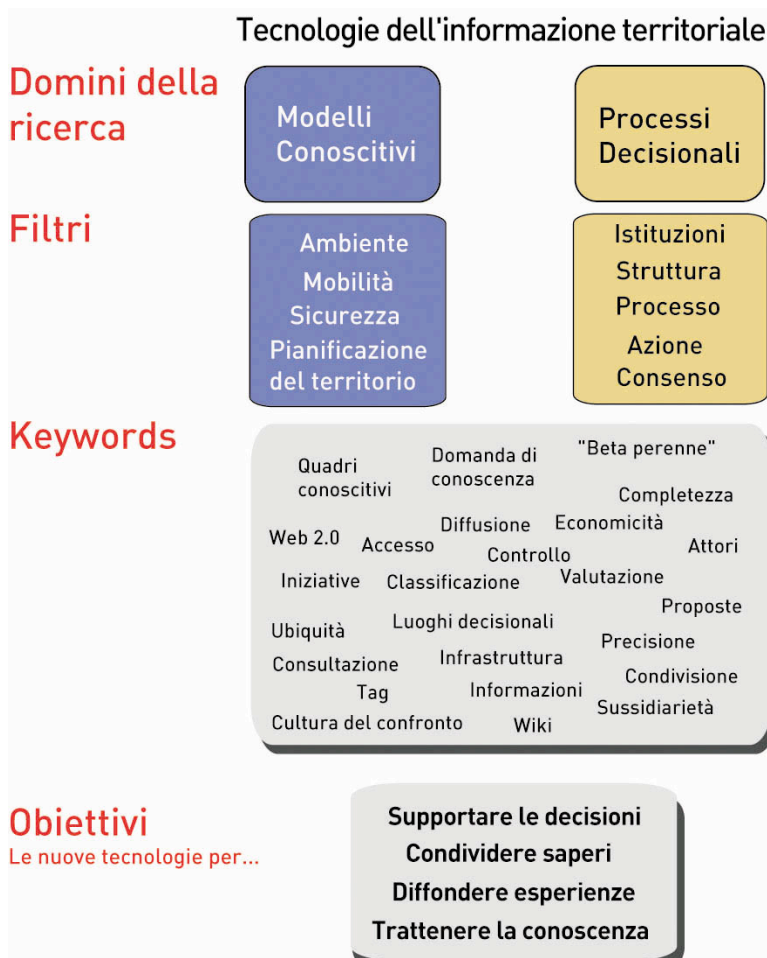 Tecnologie dell'informazione territoriale
Domini della
ricerca
Modelli
Conoscitivi
Processi
Decisionali
Filtri
Ambiente
Mobilità
Sicurezza
Pianificazione
del territorio
Istituzioni
Struttura
Processo
Azione
Consenso
Keywords
Quadri
conoscitivi
Domanda di
conoscenza
"Beta perenne"
Completezza
Web 2.0
Accesso
Diffusione
Economicità
Controllo
Attori
Iniziative
Classificazione
Valutazione
Proposte
Ubiquità
Luoghi decisionali
Precisione
Consultazione
Infrastruttura
Condivisione
Tag
Informazioni
Sussidiarietà
Cultura del confronto
Wiki
Obiettivi
Le nuove tecnologie per...
Supportare le decisioni
Condividere saperi
Diffondere esperienze
Trattenere la conoscenza